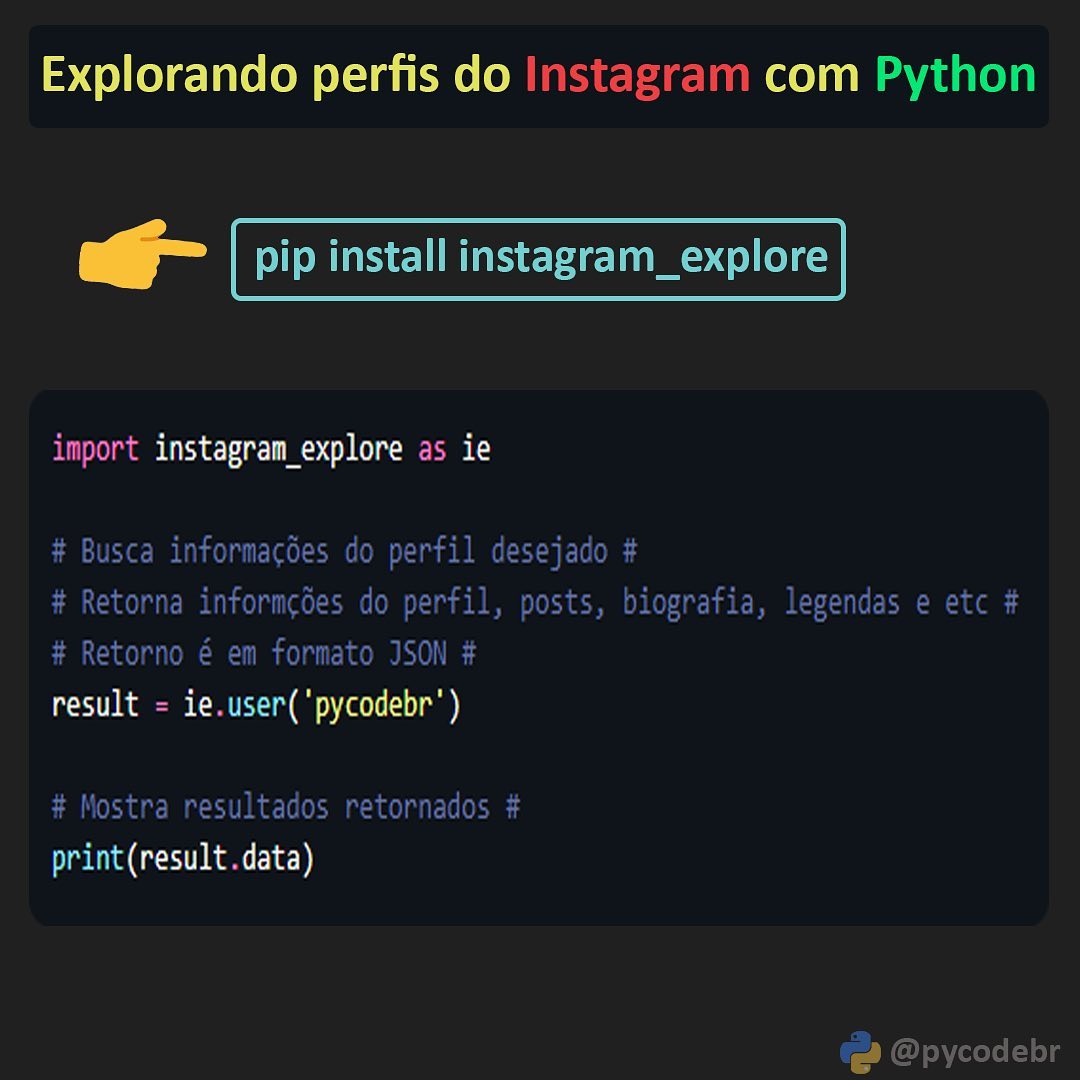 Explorando perfis do Instagram com Python
pip install instagram_explore
import instagram_explore as ie
# Busca informações do perfil desejado #
# Retorna informções do perfil, posts, biografia, legendas e etc #
# Retorno é em formato JSON #
result = ie.user('pycodebr')
# Mostra resultados retornados #
print(result.data)
@pycodebr